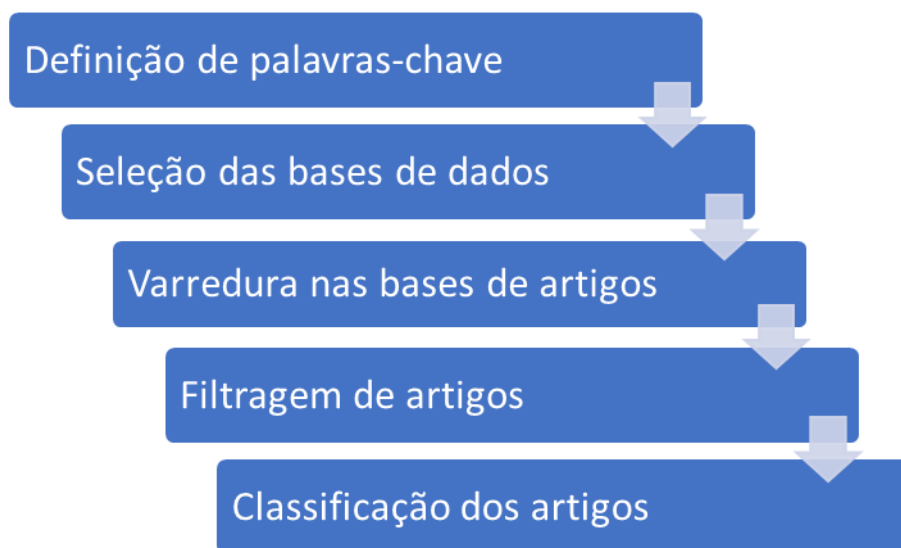 Definição de palavras-chave
Seleção das bases de dados
Varredura nas bases de artigos
Filtragem de artigos
Classificação dos artigos